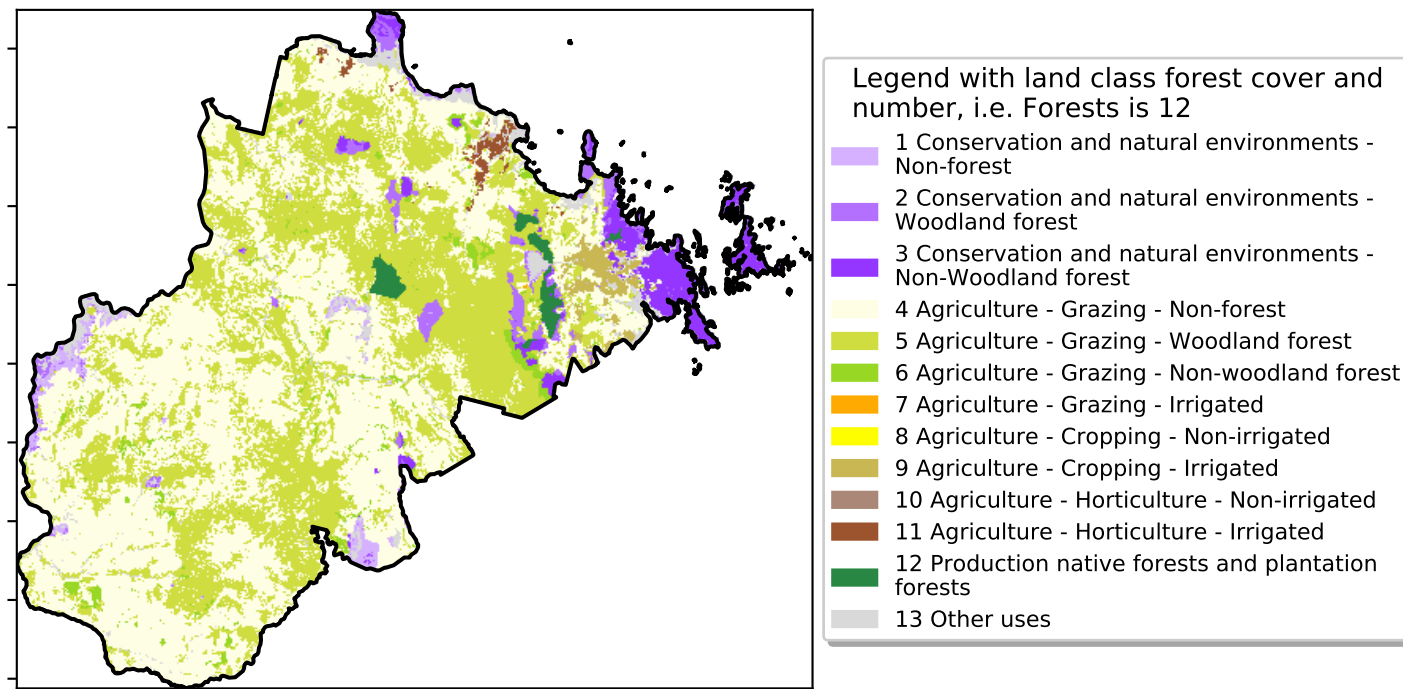 Legend with land class forest cover and
number, i.e. Forests is 12
1 Conservation and natural environments -
Non-forest
2 Conservation and natural environments -
Woodland forest
3 Conservation and natural environments -
Non-Woodland forest
4 Agriculture - Grazing - Non-forest
5 Agriculture - Grazing - Woodland forest
6 Agriculture - Grazing - Non-woodland forest
7 Agriculture - Grazing - Irrigated
8 Agriculture - Cropping - Non-irrigated
9 Agriculture - Cropping - Irrigated
10 Agriculture - Horticulture - Non-irrigated
11 Agriculture - Horticulture - Irrigated
12 Production native forests and plantation
forests
13 Other uses